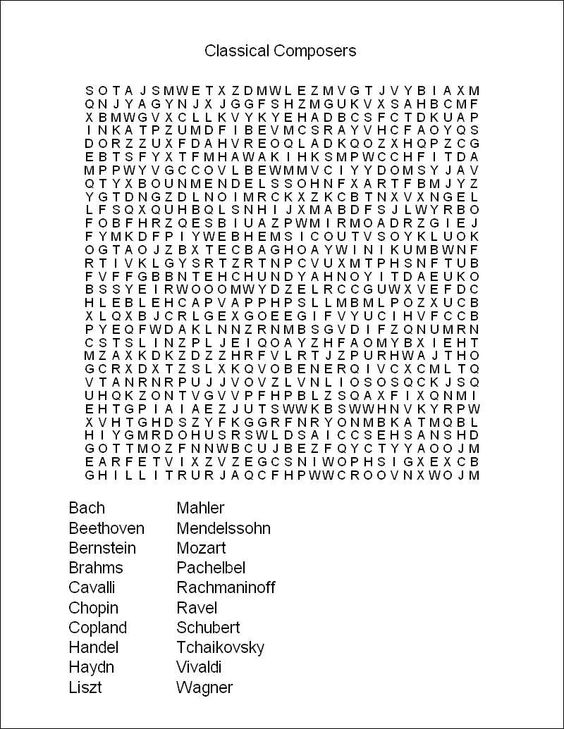 Classical Composers
S O T A J S M W E T X Z D M W L E Z M V G T J V Y B I A X M
Q N J Y A G Y N J X J G G F S H Z M G U K V X S A H B C M F
X B M W G V X C L L K V Y K Y E H A D B C S F C T D K U A P
I N K A T P Z U M D F I B E V M C S R A Y V H C F A O Y Q S
D O R Z Z U X F D A H V R E O Q L A D K Q O Z X H Q P Z C G
E B T S F Y X T F M H A W A K I H K S M P W C C H F I T D A
M P P W Y V G C C O V L B E W M M V C I Y Y D O M S Y J A V
Q T Y X B O U N M E N D E L S S O H N F X A R T F B M J Y Z
Y G T D N G Z D L N O I M R C K X Z K C B T N X V X N G E L
L F S Q X Q U H B Q L S N H I J X M A B D F S J L W Y R B O
F O B F H R Z Q E S B I U A Z P W M I R M O A D R Z G I E J
F Y M K D F P I Y W E B H E M S I C O U T V S O Y K L U O K
O G T A O J Z B X T E C B A G H O A Y W I N I K U M B W N F
R T I V K L G Y S R T Z R T N P C V U X M T P H S N F T U B
F V F F G B B N T E H C H U N D Y A H N O Y I T D A E U K O
B S S Y E I R W O O O M W Y D Z E L R C C G U W X V E F D C
H L E B L E H C A P V A P P H P S L L M B M L P O Z X U C B
X L Q X B J C R L G E X G O E E G I F V Y U C I H V F C C B
P Y E Q F W D A K L N N Z R N M B S G V D I F Z Q N U M R N
C S T S L I N Z P L J E I Q O A Y Z H F A O M Y B X I E H T
M Z A X K D K Z D Z Z H R F V L R T J Z P U R H W A J T H O
G C R X D X T Z S L X K Q V O B E N E R Q I V C X C M L T Q
V T A N R N R P U J J V O V Z L V N L I O S O S Q C K J S Q
U H Q K Z O N T V G V V P F H P B L Z S Q A X F I X Q N M I
E H T G P I A I A E Z J U T S W W K B S W W H N V K Y R P W
X V H T G H D S Z Y F K G G R F N R Y O N M B K A T M Q B L
H I Y G M R D O H U S R S W L D S A I C C S E H S A N S H D
G O T T M O Z F N N W B C U J B E Z F Q Y C T Y Y A O O J M
E A R F E T V I X Z V Z E G C S N I W O P H S I G X E X C B
G H I L L I T R U R J A Q C F H P W W C R O O V N X W O J M
Bach Mahler
Beethoven Mendelssohn
Bernstein Mozart
Brahms Pachelbel
Cavalli Rachmaninoff
Chopin Ravel
Copland Schubert
Handel Tchaikovsky
Haydn Vivaldi
Liszt Wagner